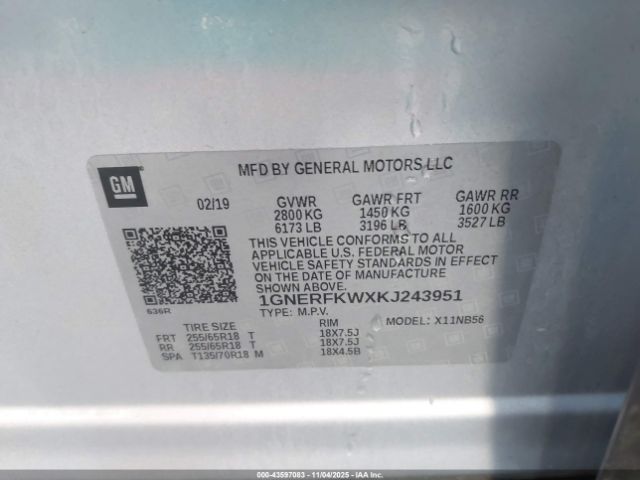 MFD BY GENERAL MOTORS LLC
GM
02/19 GVWR GAWR FRT GAWR RR
2800 KG 1450 KG 1600 KG
6173 LB 3196 LB 3527 LB
THIS VEHICLE CONFORMS TO ALL
APPLICABLE U.S. FEDERAL MOTOR
VEHICLE SAFETY STANDARDS IN
EFFECT ON THE DATE OF MANUFACTURE
SHOWN ABOVE.
1GNERFKWXKJ243951
636R
TYPE: M.P.V. MODEL: X11NB56
TIRE SIZE RIM
FRT 255/65R18 T 18X7.5J
RR 255/65R18 T 18X7.5J
SPA T135/70R18 M 18X4.5B
000-43597083 - 11/04/2025 - IAA, Inc.